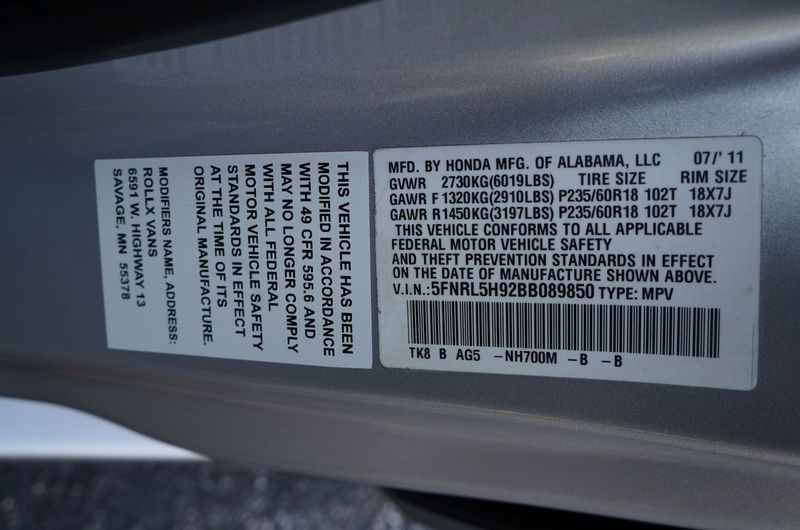 THIS VEHICLE HAS BEEN
MODIFIED IN ACCORDANCE
WITH 49 CFR 595.6 AND
MAY NO LONGER COMPLY
WITH ALL FEDERAL
MOTOR VEHICLE SAFETY
STANDARDS IN EFFECT
AT THE TIME OF ITS
ORIGINAL MANUFACTURE.
MODIFIERS NAME, ADDRESS:
ROLLX VANS
6591 W. HIGHWAY 13
SAVAGE, MN 55378
MFD. BY HONDA MFG. OF ALABAMA, LLC 07/'11
GVWR 2730KG(6019LBS) TIRE SIZE RIM SIZE
GAWR F1320KG(2910LBS) P235/60R18 102T 18X7J
GAWR R1450KG(3197LBS) P235/60R18 102T 18X7J
THIS VEHICLE CONFORMS TO ALL APPLICABLE
FEDERAL MOTOR VEHICLE SAFETY
AND THEFT PREVENTION STANDARDS IN EFFECT
ON THE DATE OF MANUFACTURE SHOWN ABOVE.
V.I.N.:5FNRL5H92BB089850 TYPE: MPV
TK8 B AG5 -NH700M -B -B